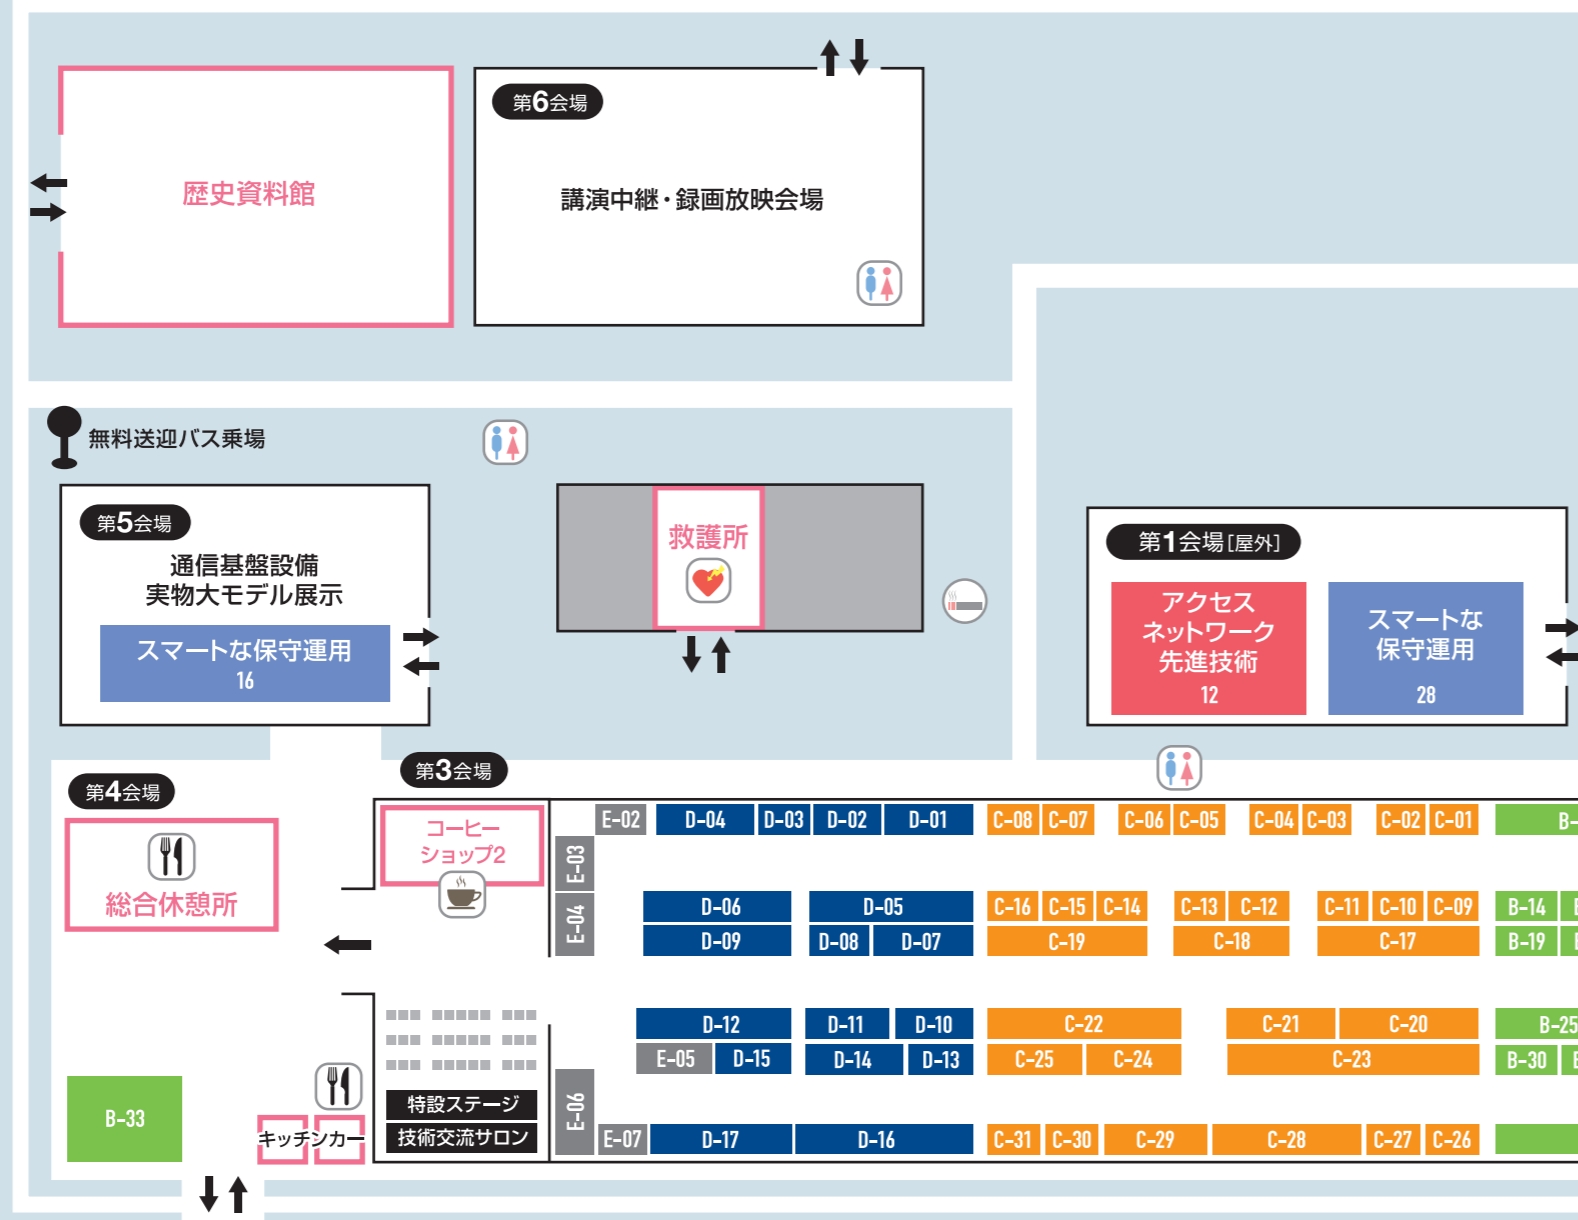 第6会場
歴史資料館
講演中継・録画放映会場
無料送迎バス乗場
第5会場
通信基盤設備
実物大モデル展示
スマートな保守運用
16
救護所
第1会場[屋外]
アクセス
ネットワーク
先進技術
12
スマートな
保守運用
28
第4会場
総合休憩所
第3会場
コーヒー
ショップ2
E-02 D-04 D-03 D-02 D-01 C-08 C-07 C-06 C-05 C-04 C-03 C-02 C-01
E-03
E-04
D-06 D-05 C-16 C-15 C-14 C-13 C-12 C-11 C-10 C-09 B-14
D-09 D-08 D-07 C-19 C-18 C-17 B-19
D-12 D-11 D-10 C-22 C-21 C-20 B-25
E-05 D-15 D-14 D-13 C-25 C-24 C-23 B-30
E-06
E-07 D-17 D-16 C-31 C-30 C-29 C-28 C-27 C-26
特設ステージ
技術交流サロン
キッチンカー
B-33